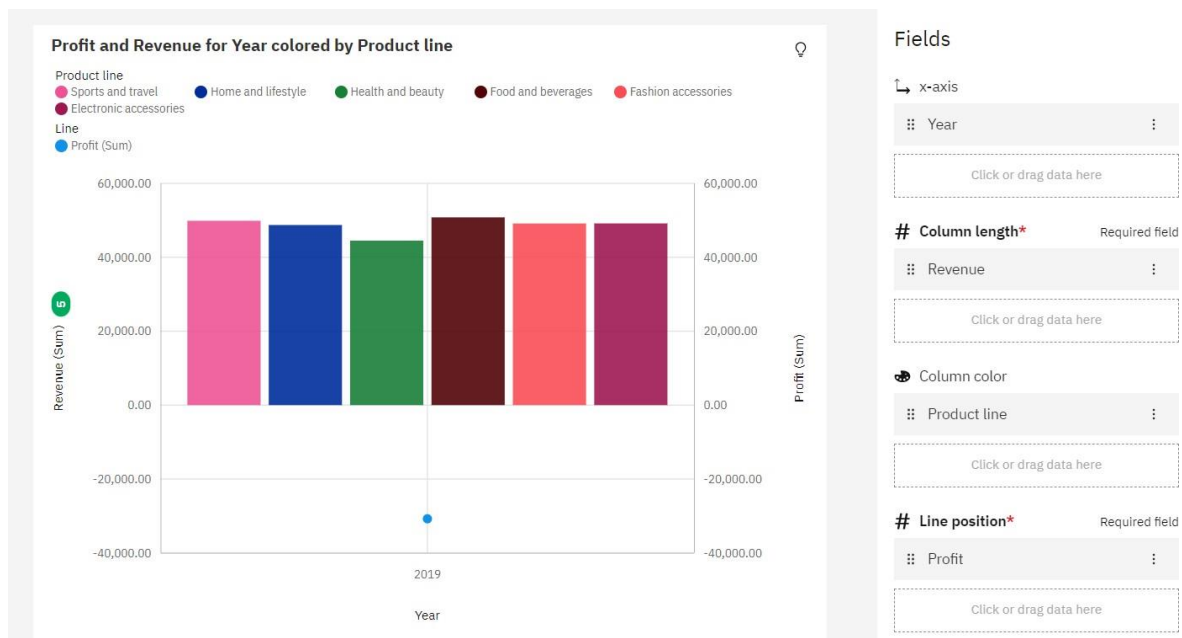 Profit and Revenue for Year colored by Product line
Product line
Sports and travel
Home and lifestyle
Health and beauty
Food and beverages
Fashion accessories
Electronic accessories
Line
Profit (Sum)
60,000.00
40,000.00
20,000.00
0.00
-20,000.00
-40,000.00
Revenue (Sum)
5
60,000.00
40,000.00
20,000.00
0.00
-20,000.00
-40,000.00
Profit (Sum)
2019
Year
Fields
x-axis
Year
Click or drag data here
# Column length* Required field
Revenue
Click or drag data here
Column color
Product line
Click or drag data here
# Line position* Required field
Profit
Click or drag data here